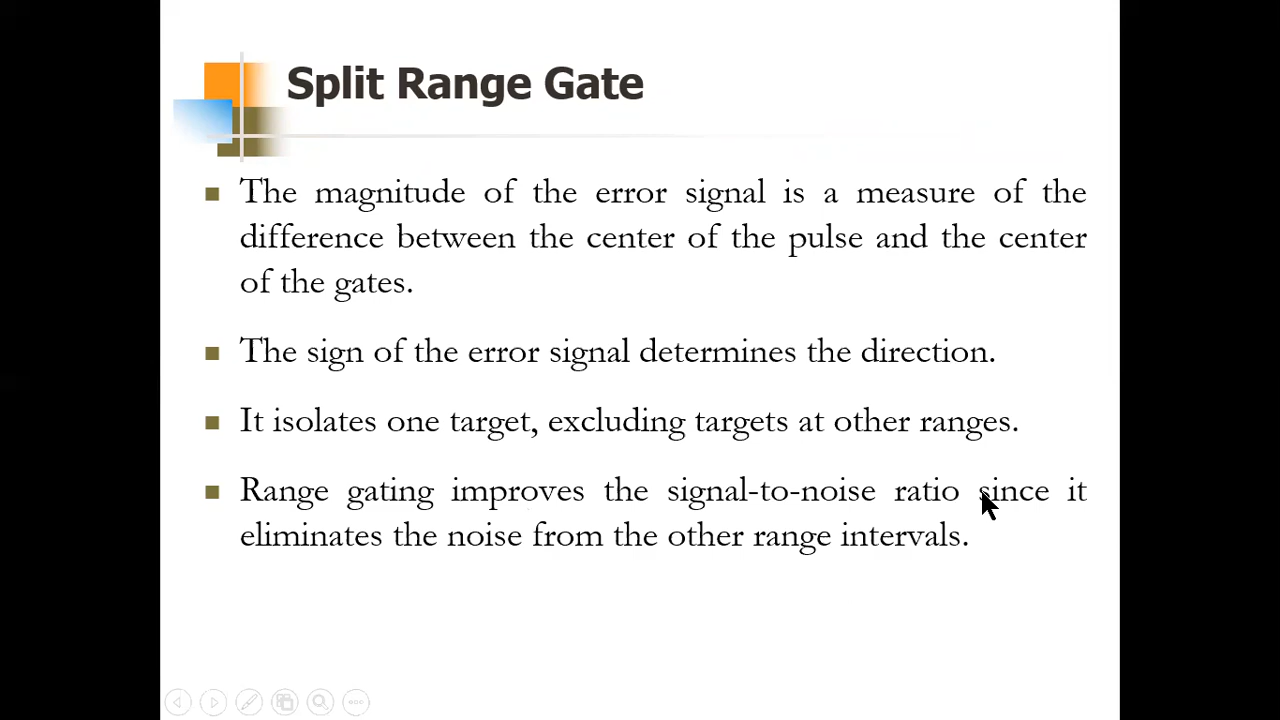 Split Range Gate
The magnitude of the error signal is a measure of the
difference between the center of the pulse and the center
of the gates.
The sign of the error signal determines the direction.
It isolates one target, excluding targets at other ranges.
Range gating improves the signal-to-noise ratio since it
eliminates the noise from the other range intervals.